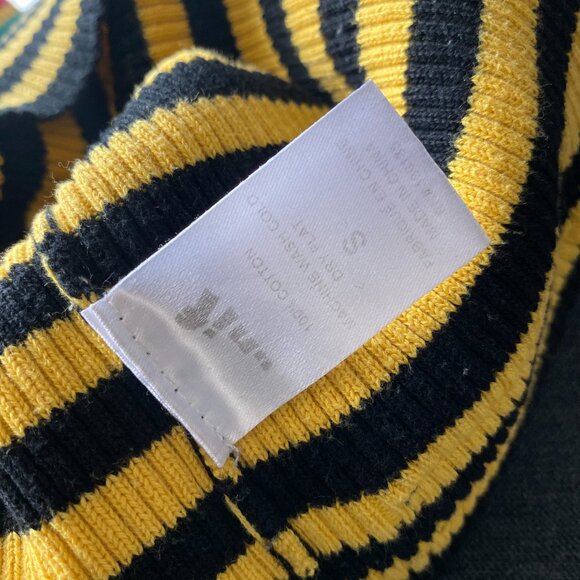 100% COTTON
MACHINE WASH COLD
DRY FLAT
S
FABRIQUE EN CHINE
MADE IN CHINA